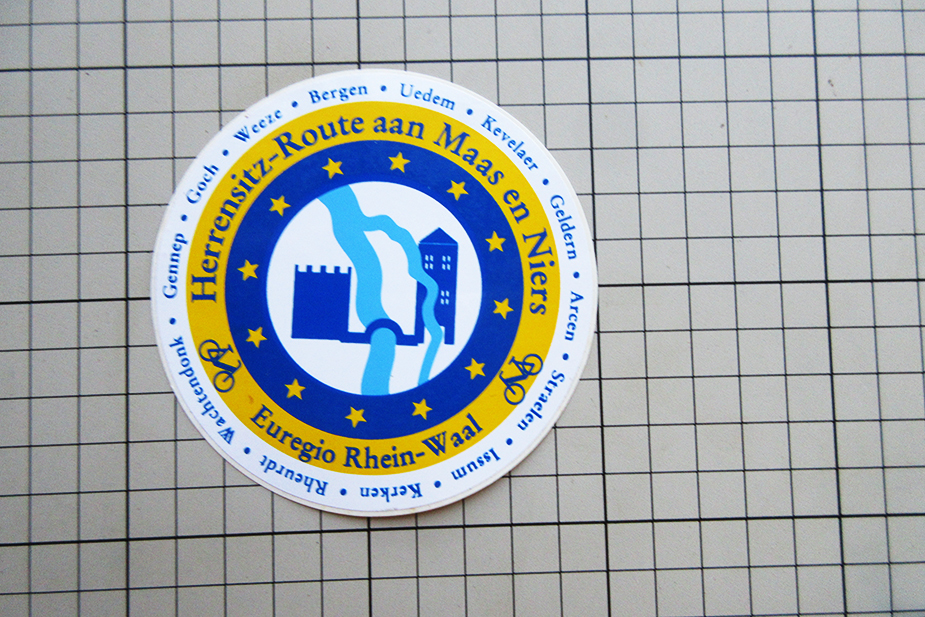 Herrensitz-Route aan Maas en Niers
Euregio Rhein-Waal
Gennep • Goch • Weeze • Bergen • Uedem • Kevelaer • Geldern • Arcen • Straelen • Issum • Kerken • Rheurdt • Wachtendonk •